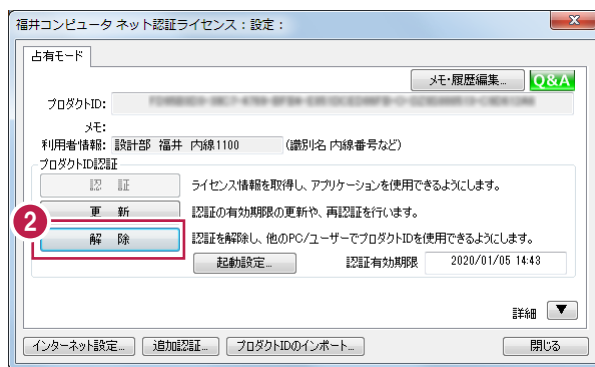 福井コンピュータ ネット認証ライセンス：設定：
占有モード
メモ・履歴編集... Q&A
プロダクトID:
メモ:
利用者情報: 設計部 福井 内線1100 (識別名 内線番号など)
プロダクトID認証
認 証 ライセンス情報を取得し、アプリケーションを使用できるようにします。
更 新 認証の有効期限の更新や、再認証を行います。
2
解 除 認証を解除し、他のPC/ユーザーでプロダクトIDを使用できるようにします。
起動設定... 認証有効期限 2020/01/05 14:43
詳細 ▼
インターネット設定... 追加認証... プロダクトIDのインポート... 閉じる